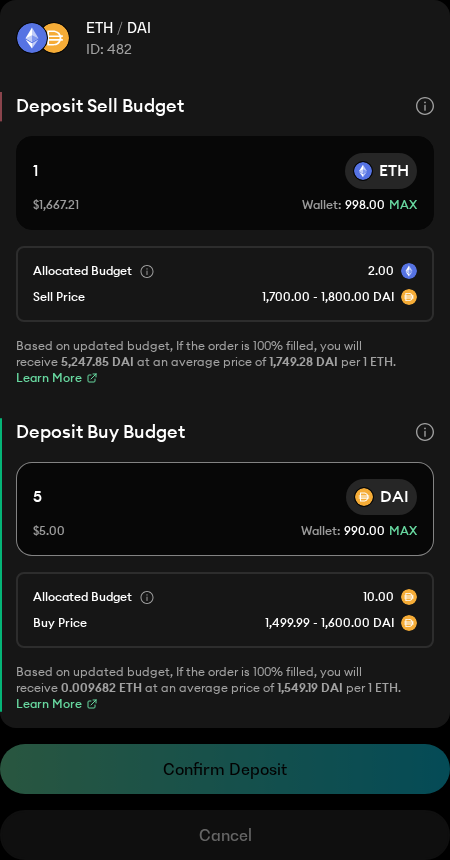 ETH / DAI
ID: 482
Deposit Sell Budget
1 ETH
$1,667.21 Wallet: 998.00 MAX
Allocated Budget 2.00
Sell Price 1,700.00 - 1,800.00 DAI
Based on updated budget, If the order is 100% filled, you will
receive 5,247.85 DAI at an average price of 1,749.28 DAI per 1 ETH.
Learn More
Deposit Buy Budget
5 DAI
$5.00 Wallet: 990.00 MAX
Allocated Budget 10.00
Buy Price 1,499.99 - 1,600.00 DAI
Based on updated budget, If the order is 100% filled, you will
receive 0.009682 ETH at an average price of 1,549.19 DAI per 1 ETH.
Learn More
Confirm Deposit
Cancel